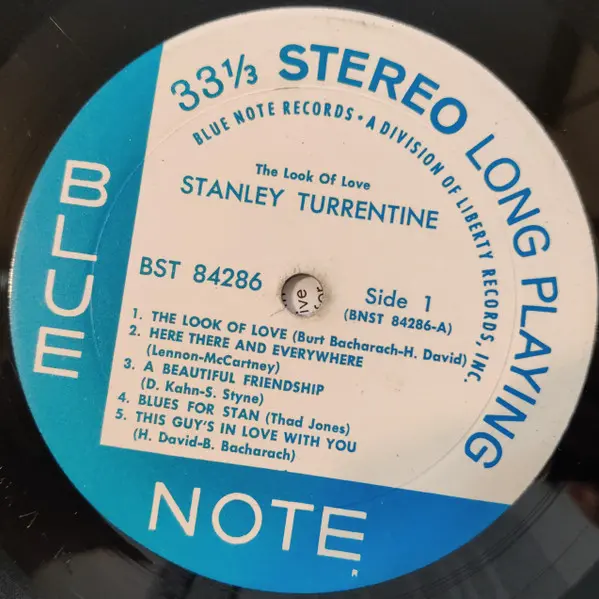 33⅓ STEREO LONG PLAYING
BLUE NOTE RECORDS • A DIVISION OF LIBERTY RECORDS, INC.
The Look Of Love
STANLEY TURRENTINE
BST 84286
Side 1
(BNST 84286-A)
1. THE LOOK OF LOVE (Burt Bacharach-H. David)
2. HERE THERE AND EVERYWHERE
(Lennon-McCartney)
3. A BEAUTIFUL FRIENDSHIP
(D. Kahn-S. Styne)
4. BLUES FOR STAN (Thad Jones)
5. THIS GUY'S IN LOVE WITH YOU
(H. David-B. Bacharach)
BLUE
NOTE
R